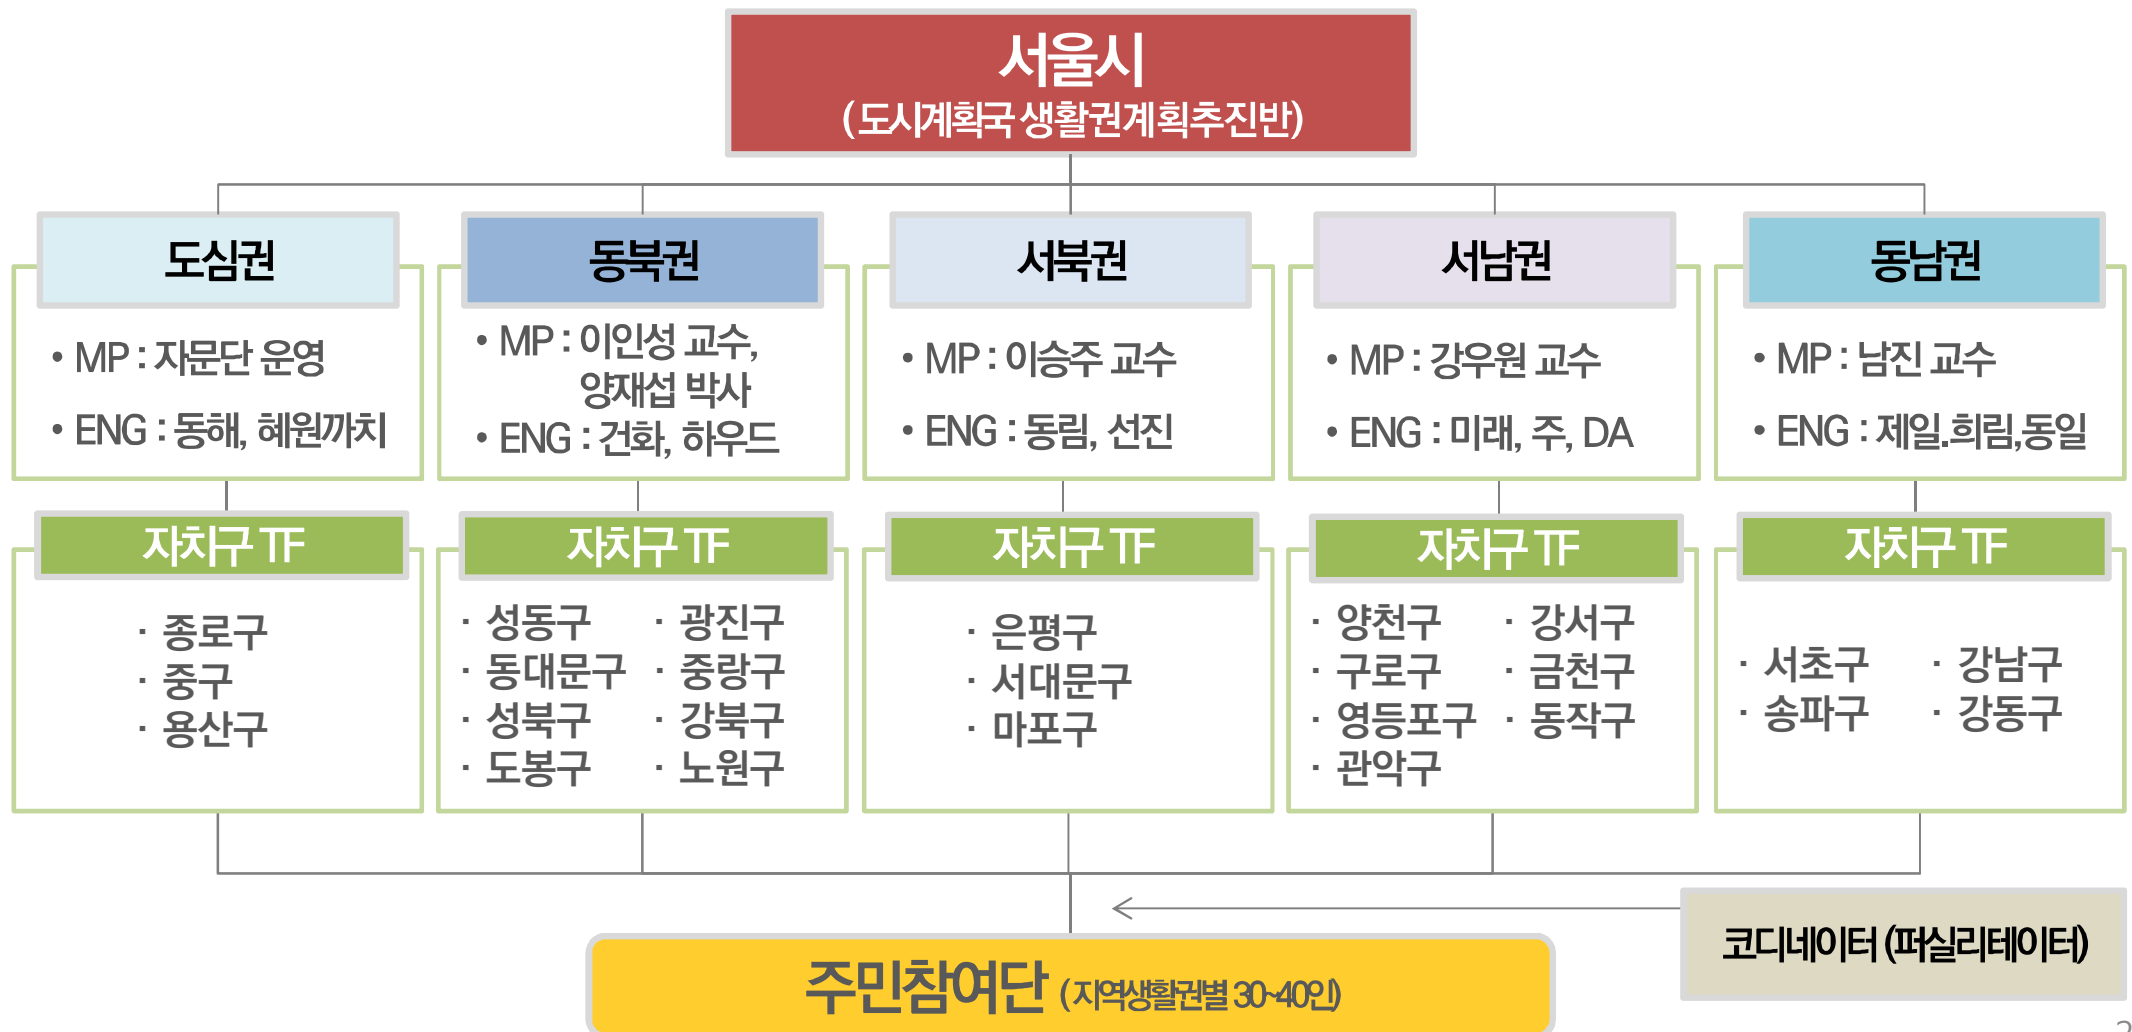 서울시
(도시계획국 생활권계획추진반)
도심권
• MP : 자문단 운영
• ENG : 동해, 혜원까치
동북권
• MP : 이인성 교수,
양재섭 박사
• ENG : 건화, 하우드
서북권
• MP : 이승주 교수
• ENG : 동림, 선진
서남권
• MP : 강우원 교수
• ENG : 미래, 주, DA
동남권
• MP : 남진 교수
• ENG : 제일.희림,동일
자치구 TF
· 종로구
· 중구
· 용산구
자치구 TF
· 성동구 · 광진구
· 동대문구 · 중랑구
· 성북구 · 강북구
· 도봉구 · 노원구
자치구 TF
· 은평구
· 서대문구
· 마포구
자치구 TF
· 양천구 · 강서구
· 구로구 · 금천구
· 영등포구 · 동작구
· 관악구
자치구 TF
· 서초구 · 강남구
· 송파구 · 강동구
코디네이터 (퍼실리테이터)
주민참여단 (지역생활권별 30~40인)